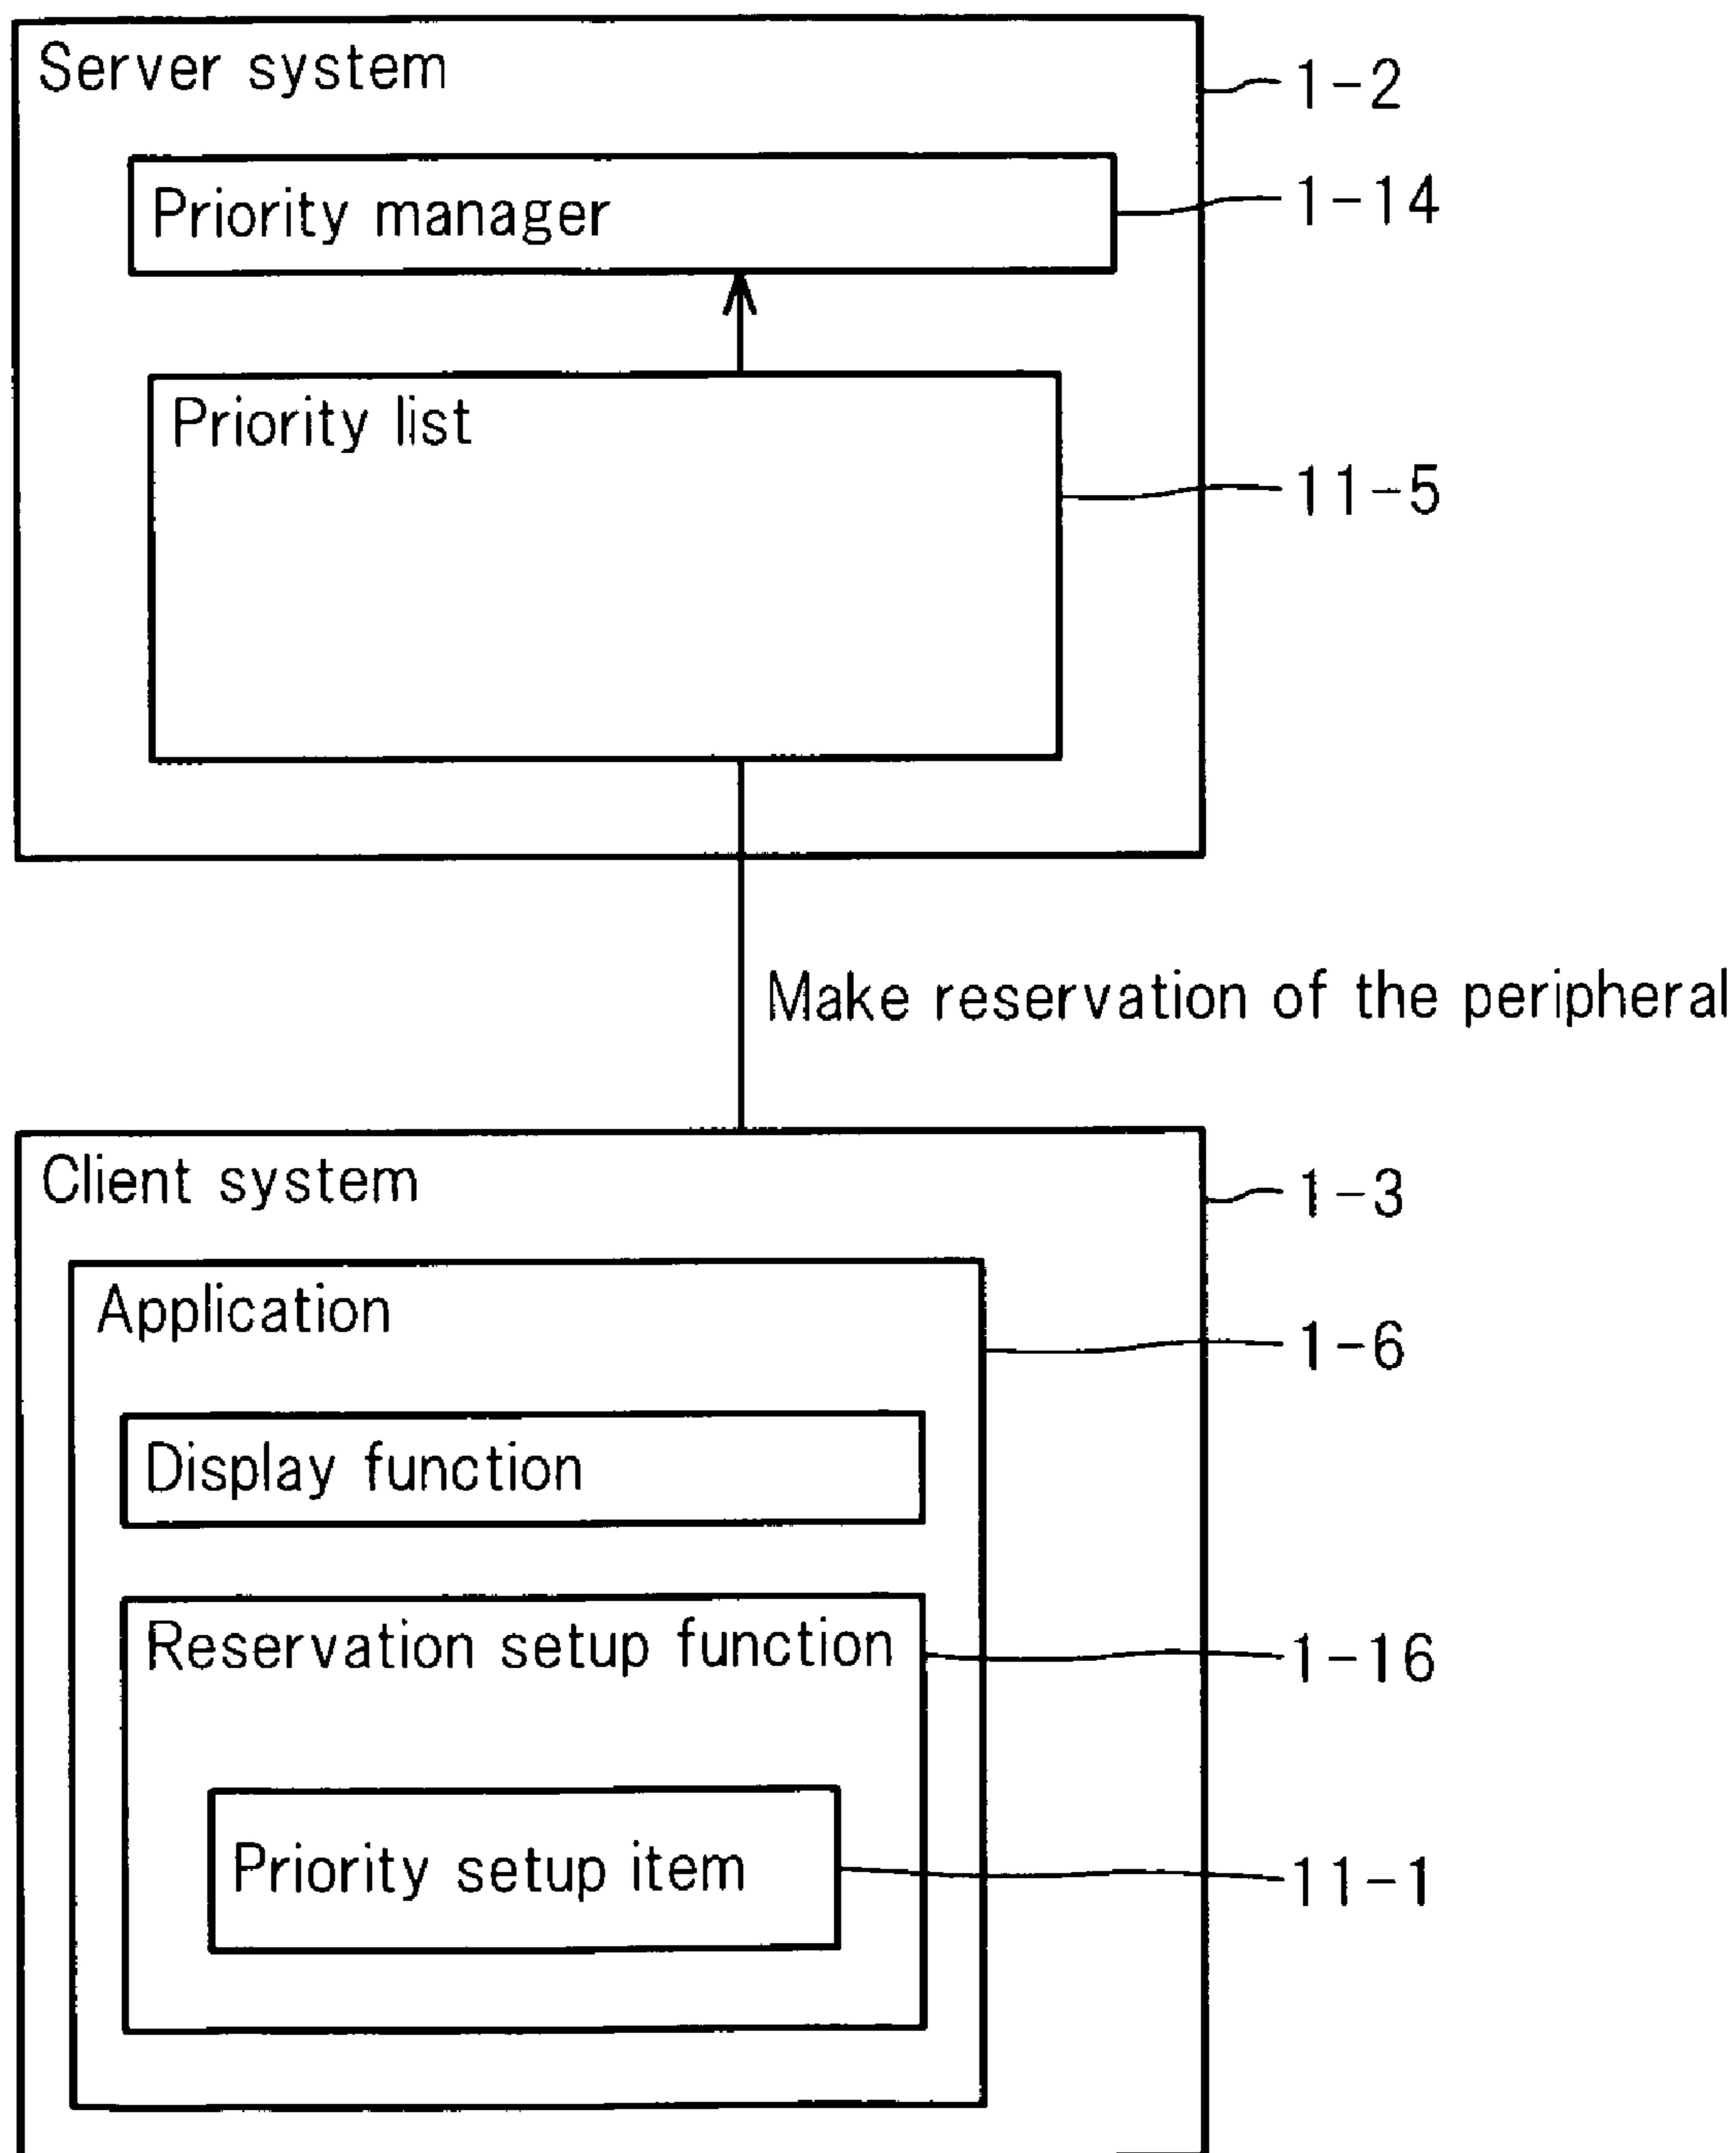 Server system
1-2
Priority manager
1-14
Priority list
11-5
Make reservation of the peripheral
Client system
1-3
Application
1-6
Display function
Reservation setup function
1-16
Priority setup item
11-1